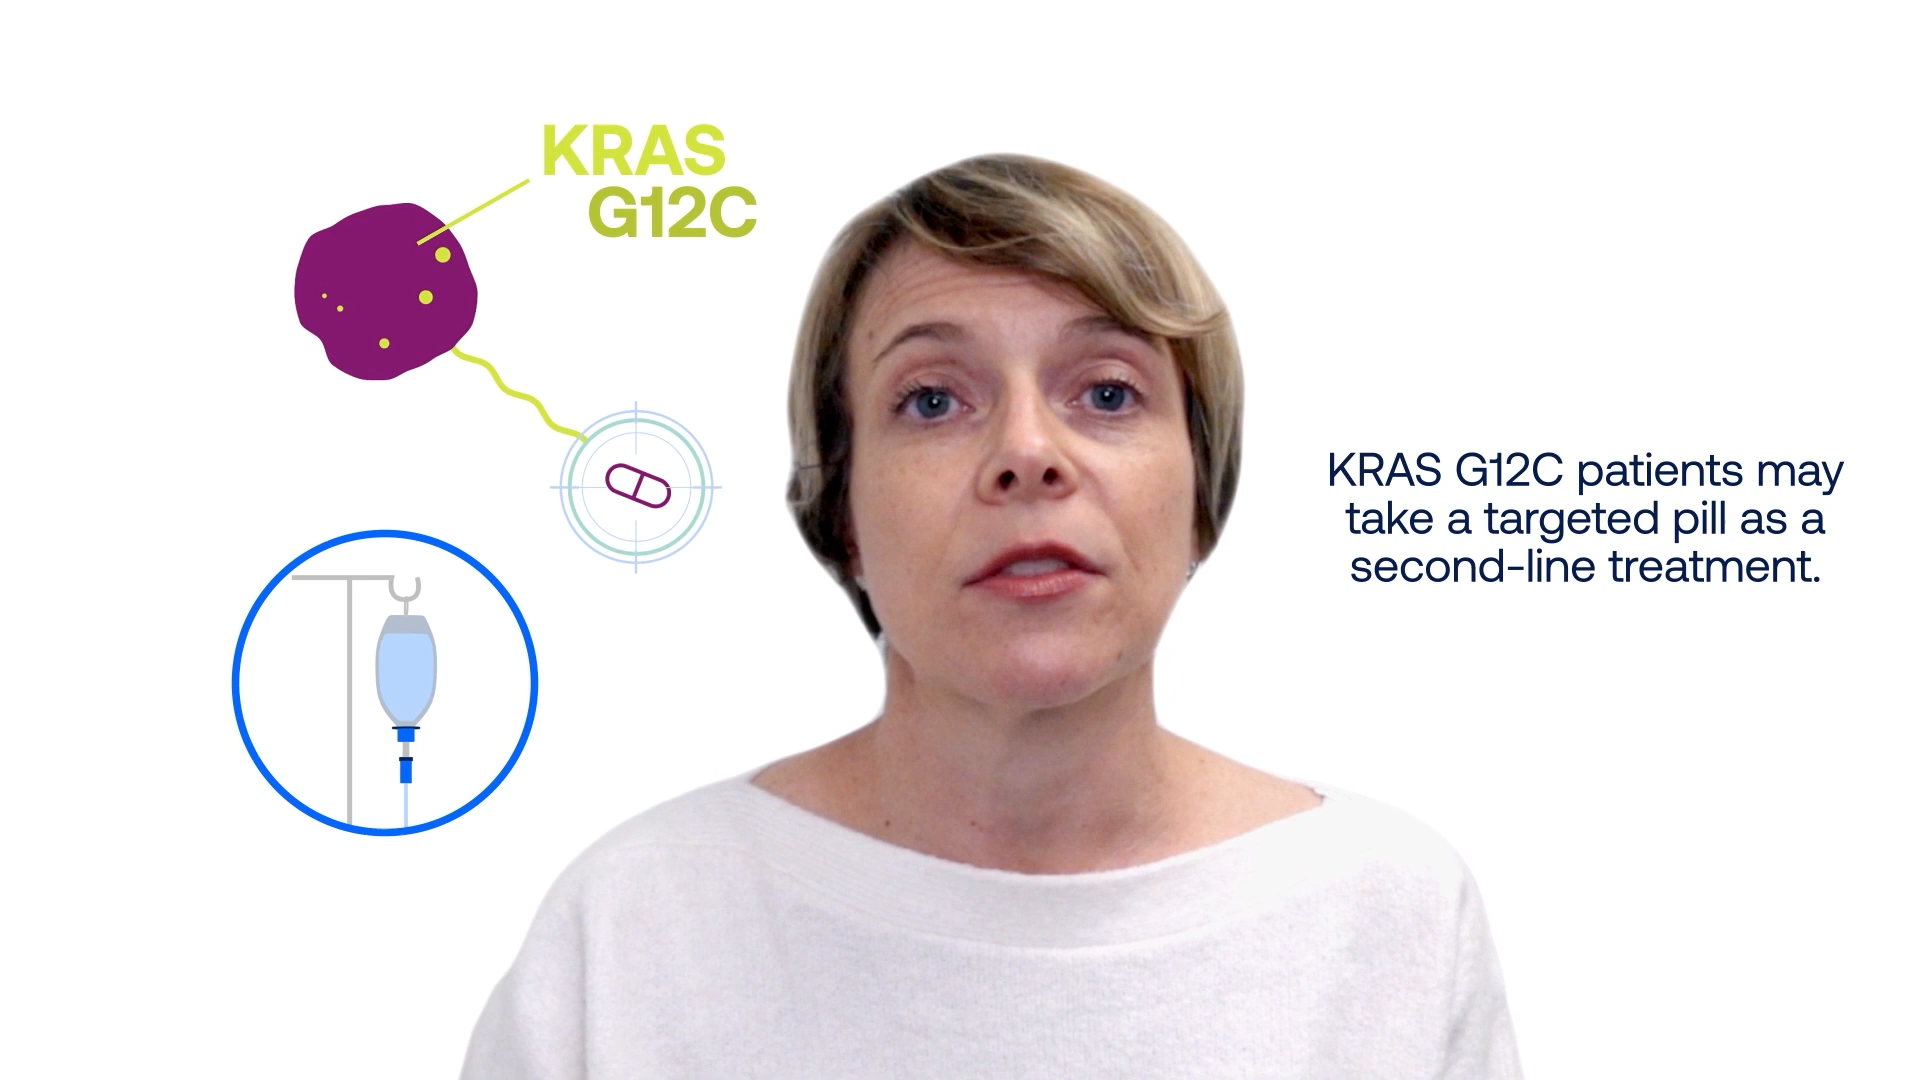 KRAS
G12C
KRAS G12C patients may
take a targeted pill as a
second-line treatment.